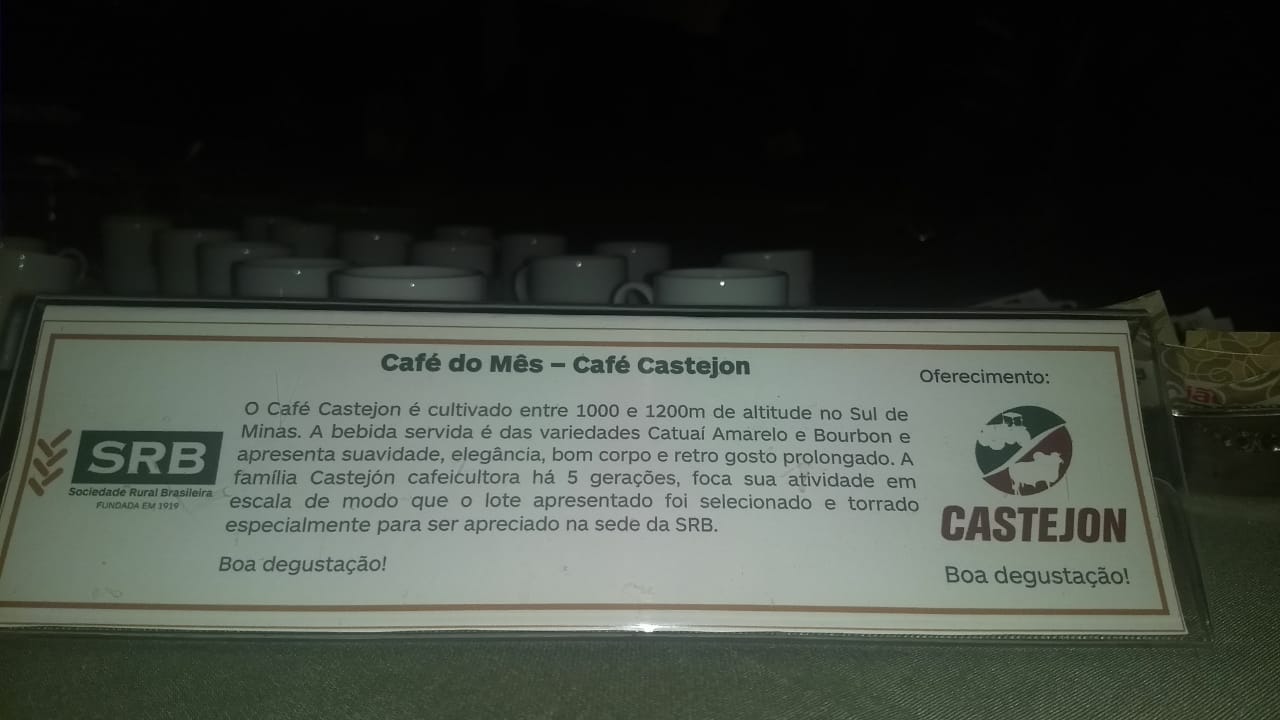 Café do Mês – Café Castejon
Oferecimento:
O Café Castejon é cultivado entre 1000 e 1200m de altitude no Sul de
Minas. A bebida servida é das variedades Catuaí Amarelo e Bourbon e
apresenta suavidade, elegância, bom corpo e retro gosto prolongado. A
família Castejón cafeicultora há 5 gerações, foca sua atividade em
escala de modo que o lote apresentado foi selecionado e torrado
especialmente para ser apreciado na sede da SRB.
Boa degustação!
SRB
Sociedade Rural Brasileira
FUNDADA EM 1919
CASTEJON
Boa degustação!